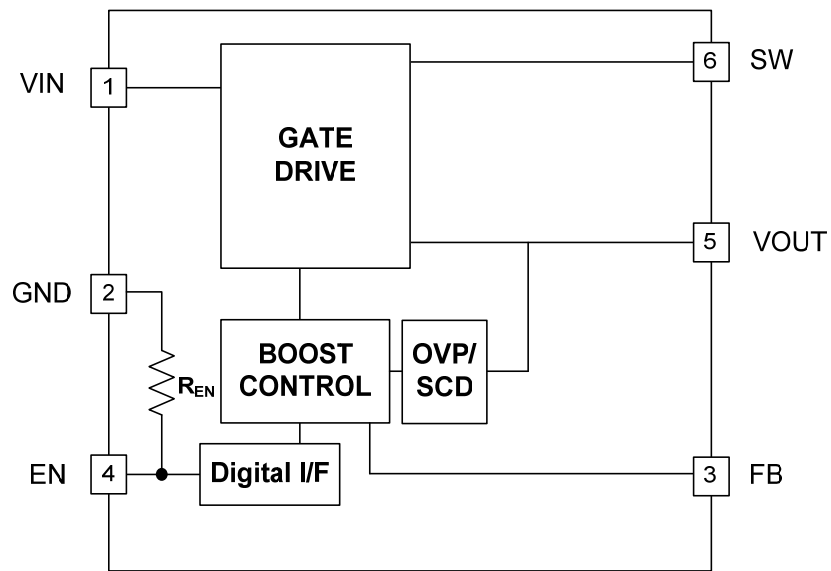 VIN 1
GATE
DRIVE
6 SW
5 VOUT
GND 2
R_EN
BOOST
CONTROL
OVP/
SCD
EN 4
Digital I/F
3 FB